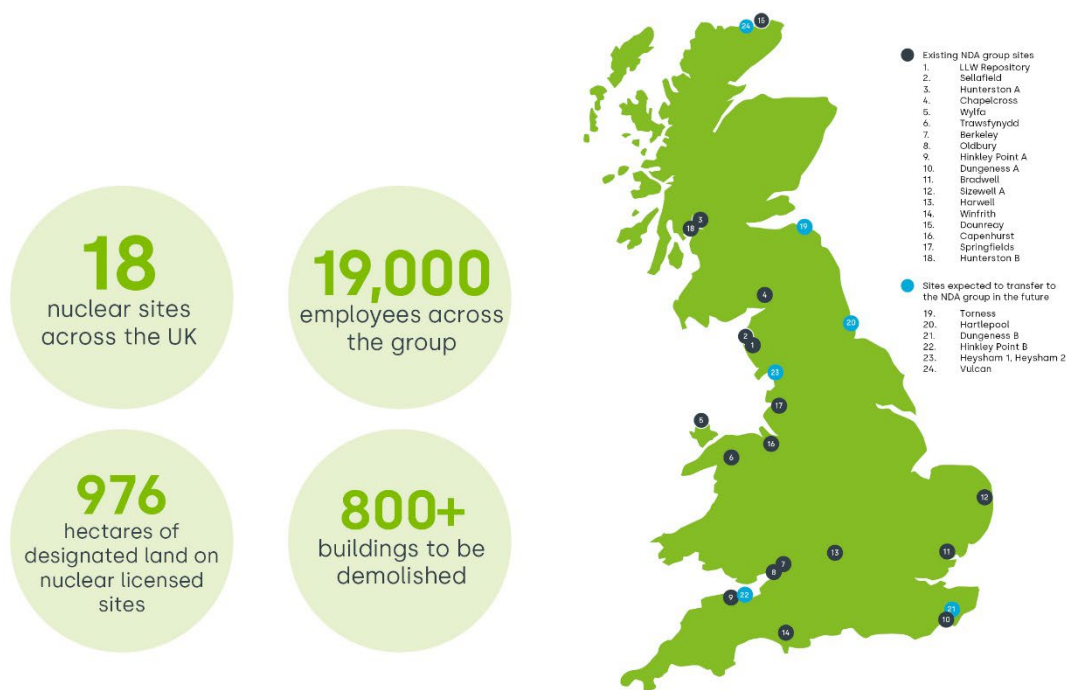 18
nuclear sites
across the UK
19,000
employees across
the group
976
hectares of
designated land on
nuclear licensed
sites
800+
buildings to be
demolished
24
15
3
18
19
4
20
2
1
23
17
5
16
6
12
13
11
7
8
9
22
21
10
14
Existing NDA group sites
1. LLW Repository
2. Sellafield
3. Hunterston A
4. Chapelcross
5. Wylfa
6. Trawsfynydd
7. Berkeley
8. Oldbury
9. Hinkley Point A
10. Dungeness A
11. Bradwell
12. Sizewell A
13. Harwell
14. Winfrith
15. Dounreay
16. Capenhurst
17. Springfields
18. Hunterston B
Sites expected to transfer to
the NDA group in the future
19. Torness
20. Hartlepool
21. Dungeness B
22. Hinkley Point B
23. Heysham 1, Heysham 2
24. Vulcan